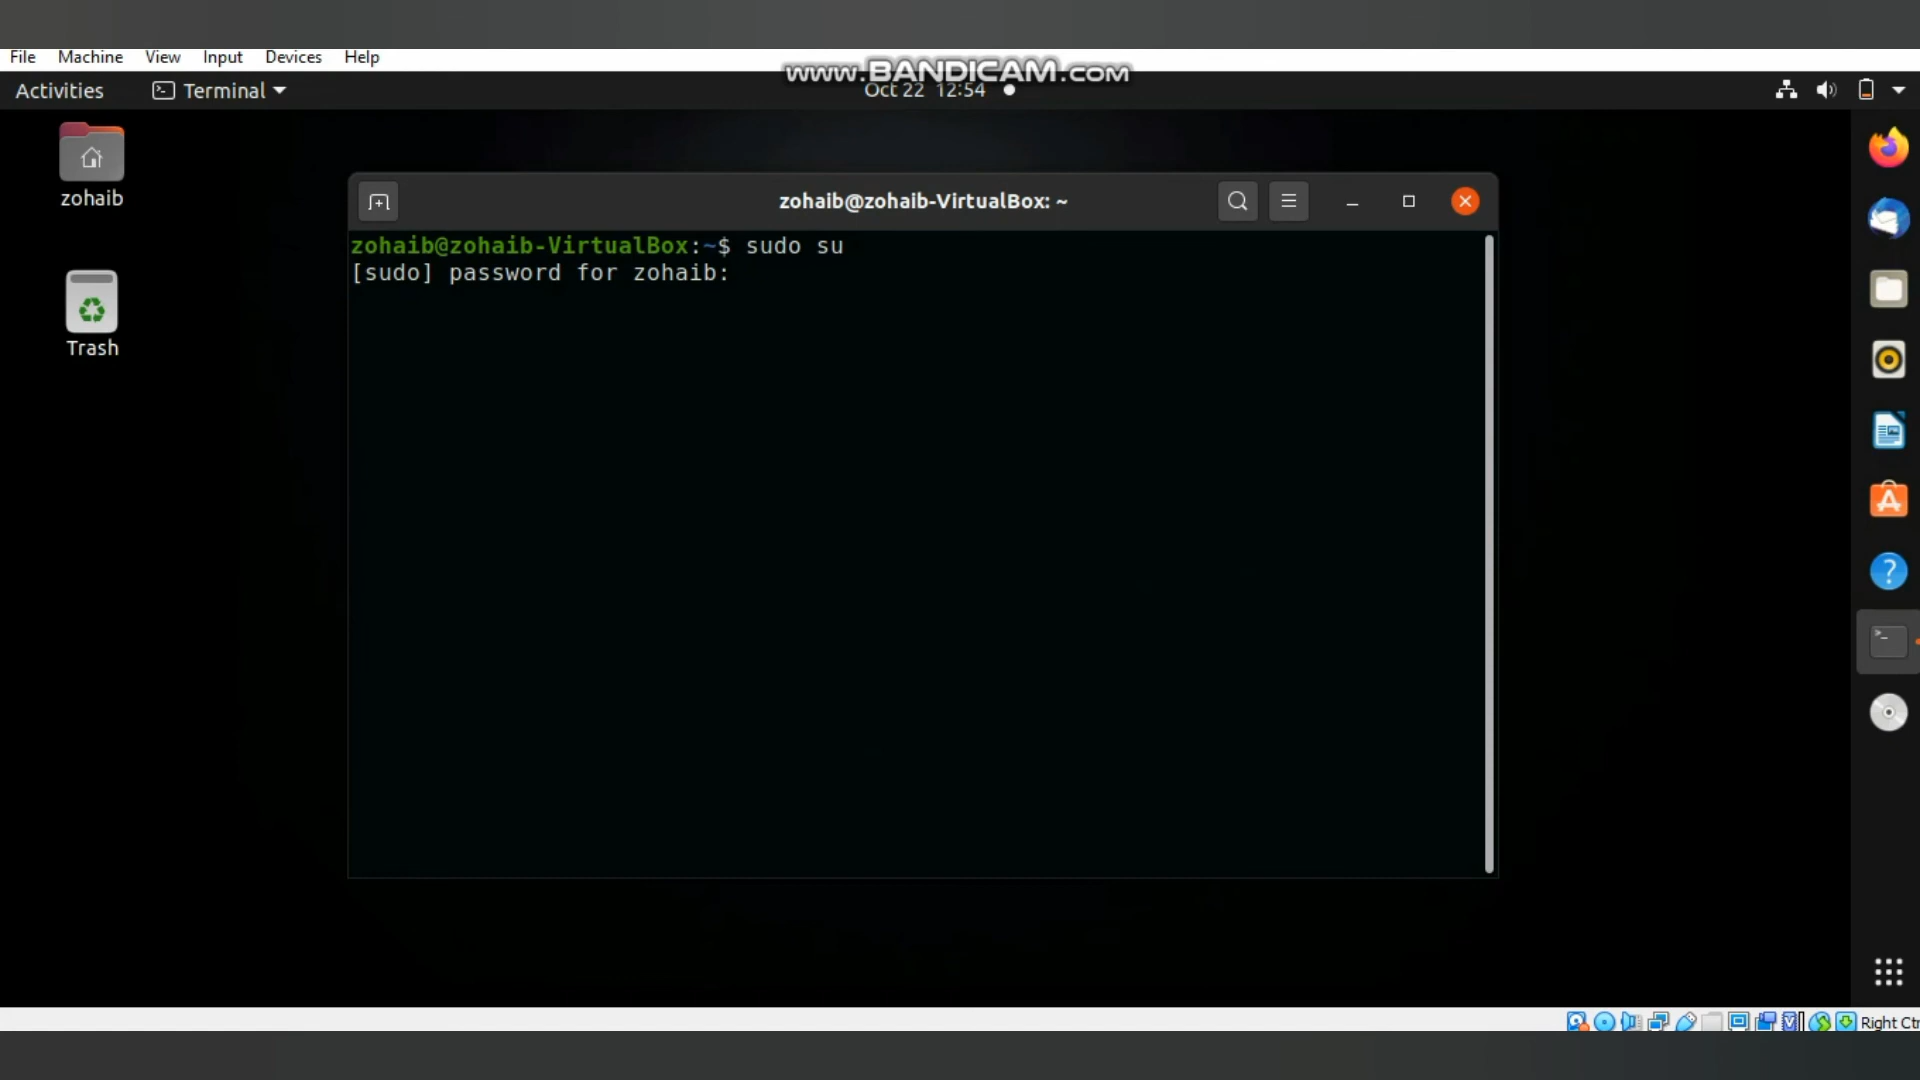 File Machine View Input Devices Help
www.BANDICAM.com
Activities Terminal Oct 22 12:54
zohaib
Trash
zohaib@zohaib-VirtualBox: ~
zohaib@zohaib-VirtualBox:~$ sudo su
[sudo] password for zohaib:
Right Ctr